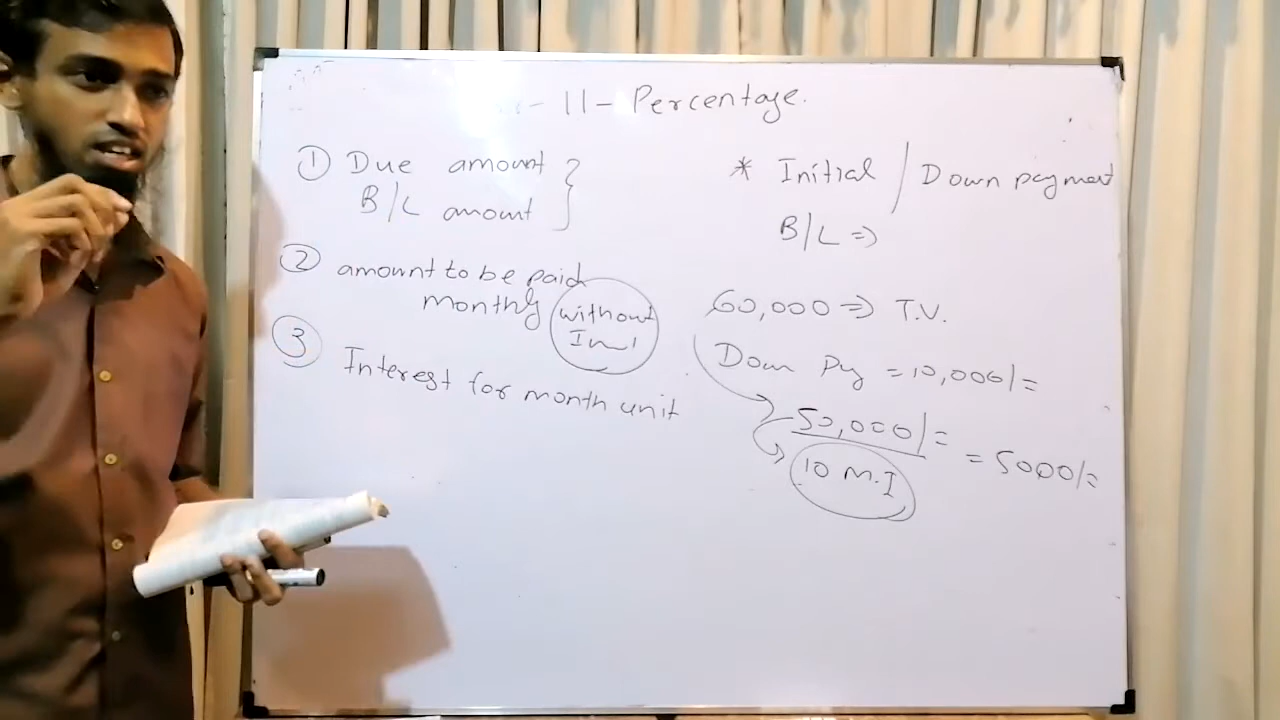 - 11 - Percentage.
① Due amount
B/L amount
② amount to be paid
monthly without
In
③ Interest for month unit
* Initial / Down payment
B/L ⇒
60,000 ⇒ T.V.
Down Py = 10,000/=
50,000/=
10 M.I
= 5000/=